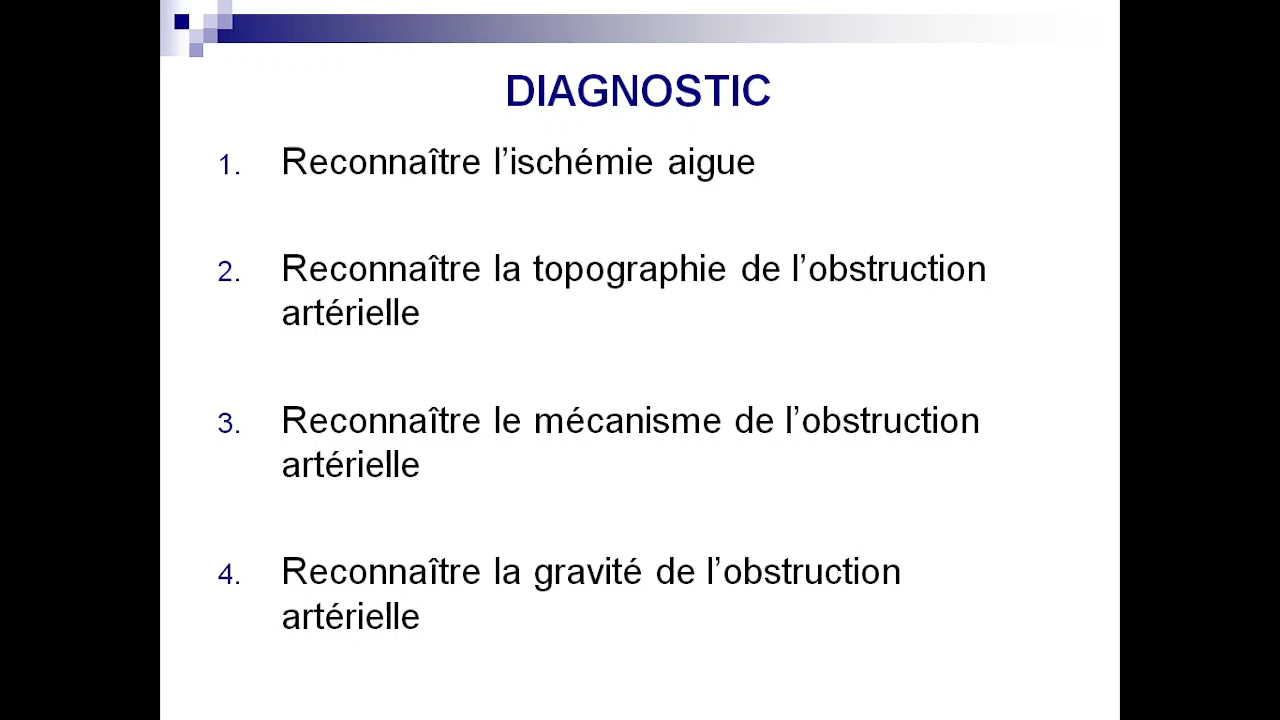 DIAGNOSTIC
1. Reconnaître l’ischémie aigue
2. Reconnaître la topographie de l’obstruction
artérielle
3. Reconnaître le mécanisme de l’obstruction
artérielle
4. Reconnaître la gravité de l’obstruction
artérielle